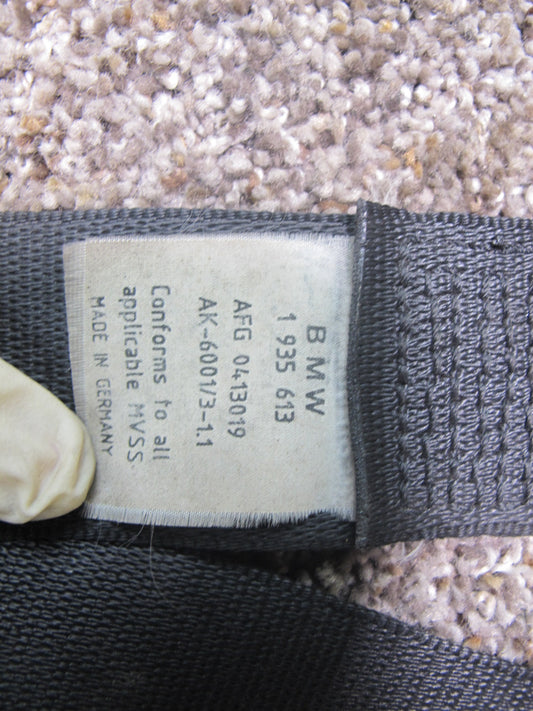 BMW
1 935 613
AFG 0413019
AK-6001/3-1.1
Conforms to all
applicable MVSS
MADE IN GERMANY